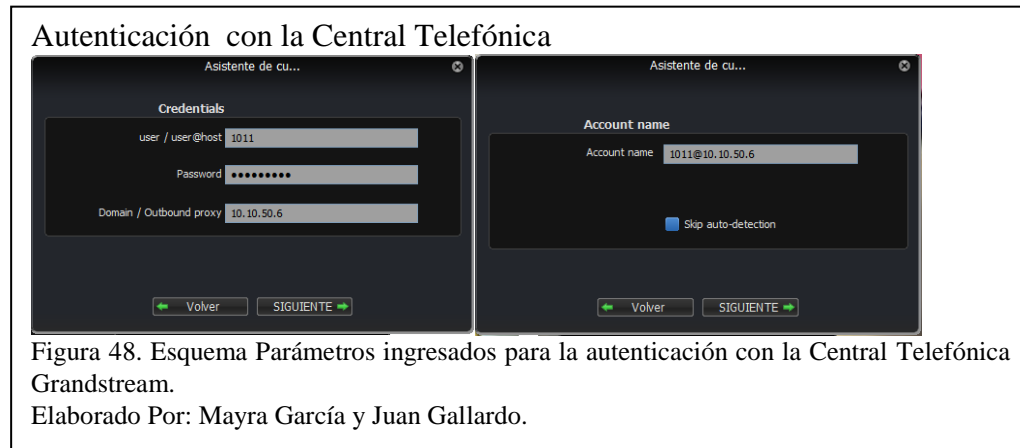 Autenticación con la Central Telefónica
Asistente de cu...
Credentials
user / user@host 1011
Password •••••••••
Domain / Outbound proxy 10.10.50.6
Volver SIGUIENTE
Asistente de cu...
Account name
Account name 1011@10.10.50.6
Skip auto-detection
Volver SIGUIENTE
Figura 48. Esquema Parámetros ingresados para la autenticación con la Central Telefónica
Grandstream.
Elaborado Por: Mayra García y Juan Gallardo.